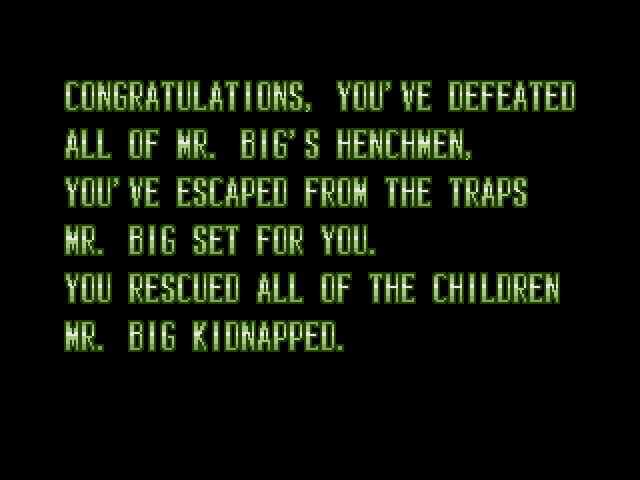 CONGRATULATIONS, YOU'VE DEFEATED
ALL OF MR. BIG'S HENCHMEN,
YOU'VE ESCAPED FROM THE TRAPS
MR. BIG SET FOR YOU.
YOU RESCUED ALL OF THE CHILDREN
MR. BIG KIDNAPPED.